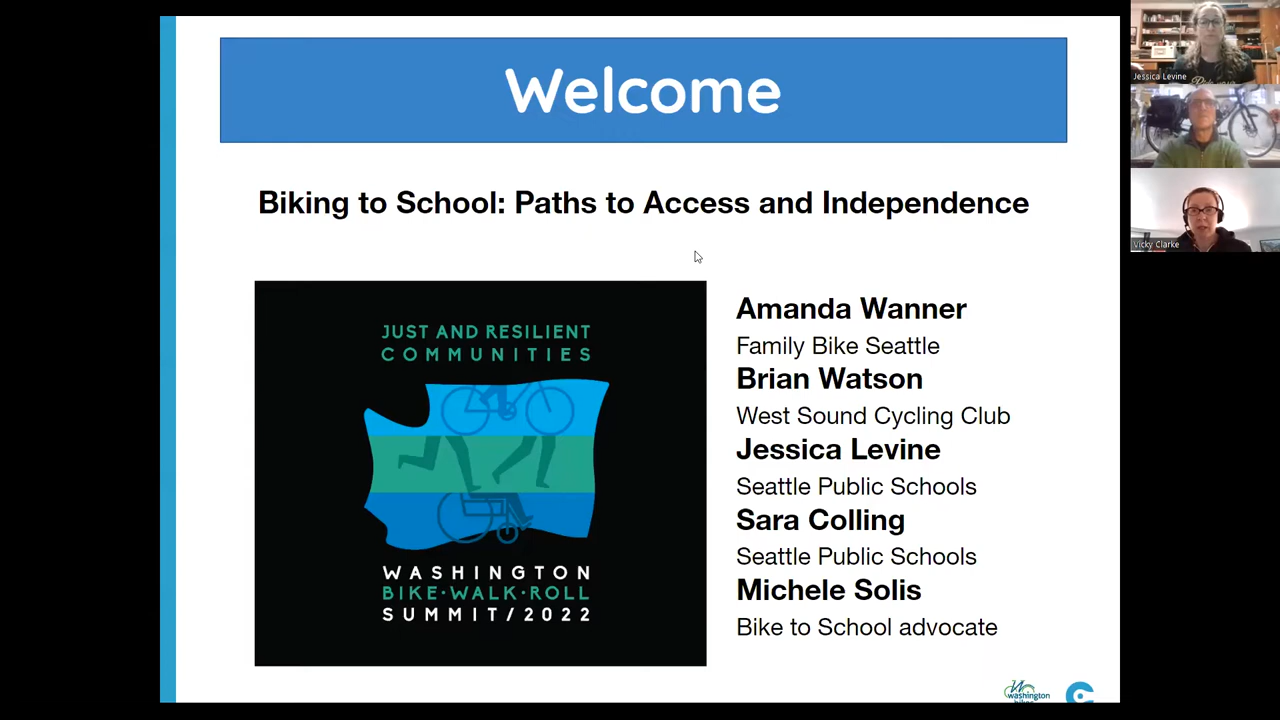 Welcome
Biking to School: Paths to Access and Independence
JUST AND RESILIENT
COMMUNITIES
WASHINGTON
BIKE·WALK·ROLL
SUMMIT/2022
Amanda Wanner
Family Bike Seattle
Brian Watson
West Sound Cycling Club
Jessica Levine
Seattle Public Schools
Sara Colling
Seattle Public Schools
Michele Solis
Bike to School advocate
washington
Jessica Levine
Vicky Clarke